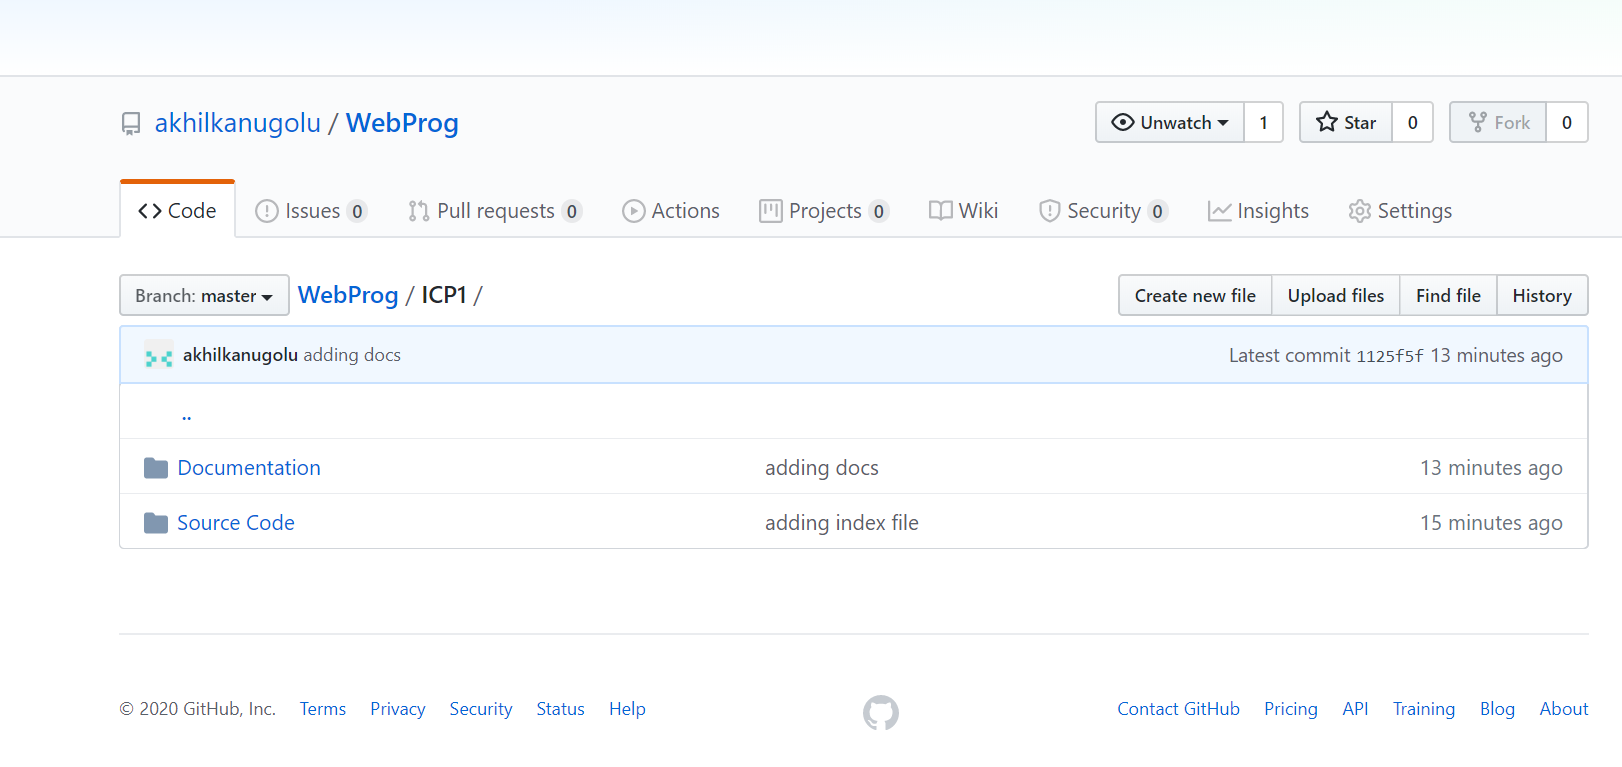 akhilkanugolu / WebProg
Unwatch 1 Star 0 Fork 0
Code Issues 0 Pull requests 0 Actions Projects 0 Wiki Security 0 Insights Settings
Branch: master WebProg / ICP1 / Create new file Upload files Find file History
akhilkanugolu adding docs Latest commit 1125f5f 13 minutes ago
..
Documentation adding docs 13 minutes ago
Source Code adding index file 15 minutes ago
© 2020 GitHub, Inc. Terms Privacy Security Status Help Contact GitHub Pricing API Training Blog About